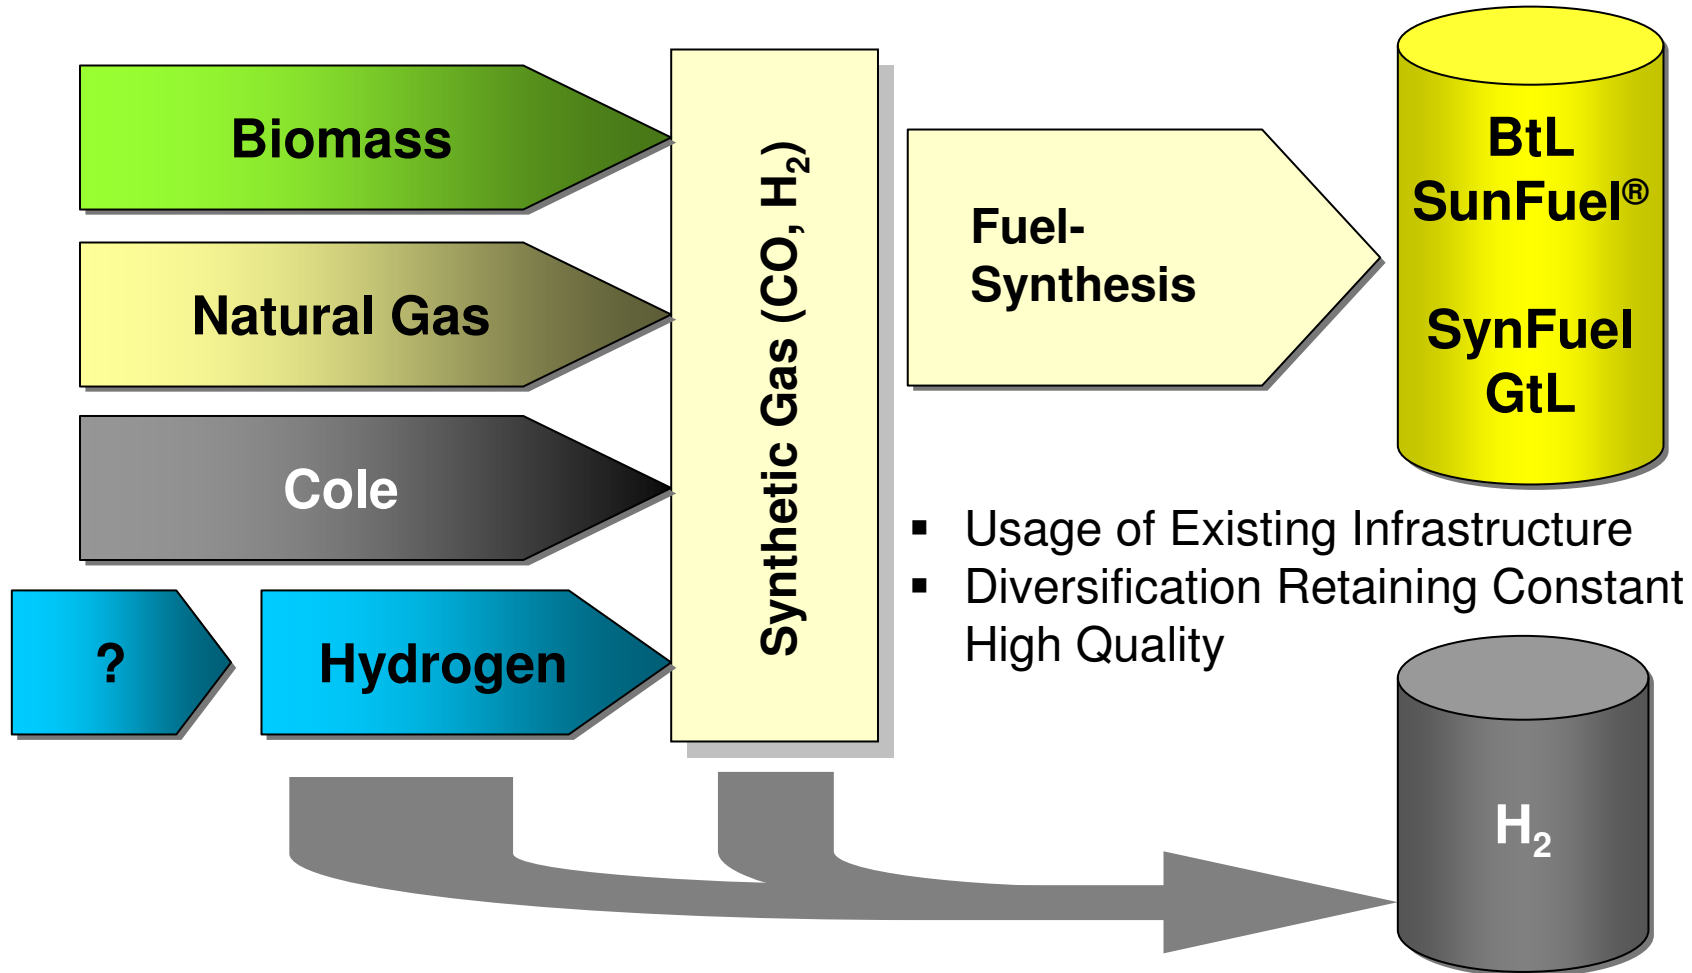 Biomass
Natural Gas
Cole
?
Hydrogen
Synthetic Gas (CO, H₂)
Fuel-
Synthesis
BtL
SunFuel®
SynFuel
GtL
▪ Usage of Existing Infrastructure
▪ Diversification Retaining Constant
High Quality
H₂